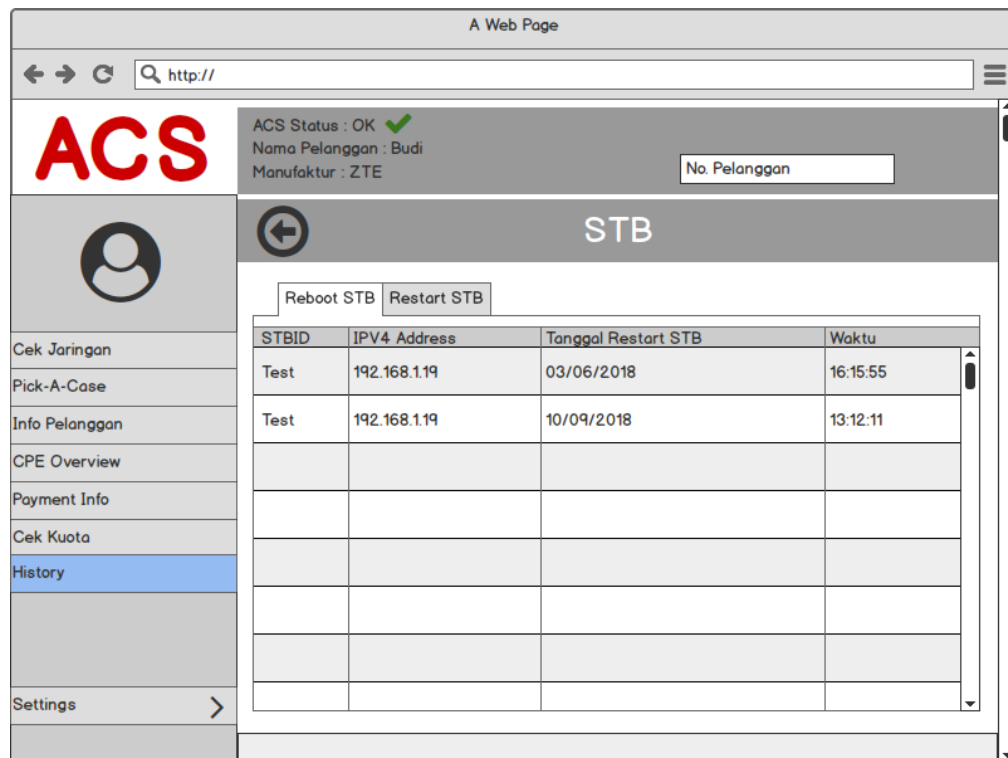 A Web Page
http://
ACS
ACS Status : OK
Nama Pelanggan : Budi
Manufaktur : ZTE
No. Pelanggan
STB
Reboot STB Restart STB
STBID IPV4 Address Tanggal Restart STB Waktu
Test 192.168.1.19 03/06/2018 16:15:55
Test 192.168.1.19 10/09/2018 13:12:11
Cek Jaringan
Pick-A-Case
Info Pelanggan
CPE Overview
Payment Info
Cek Kuota
History
Settings